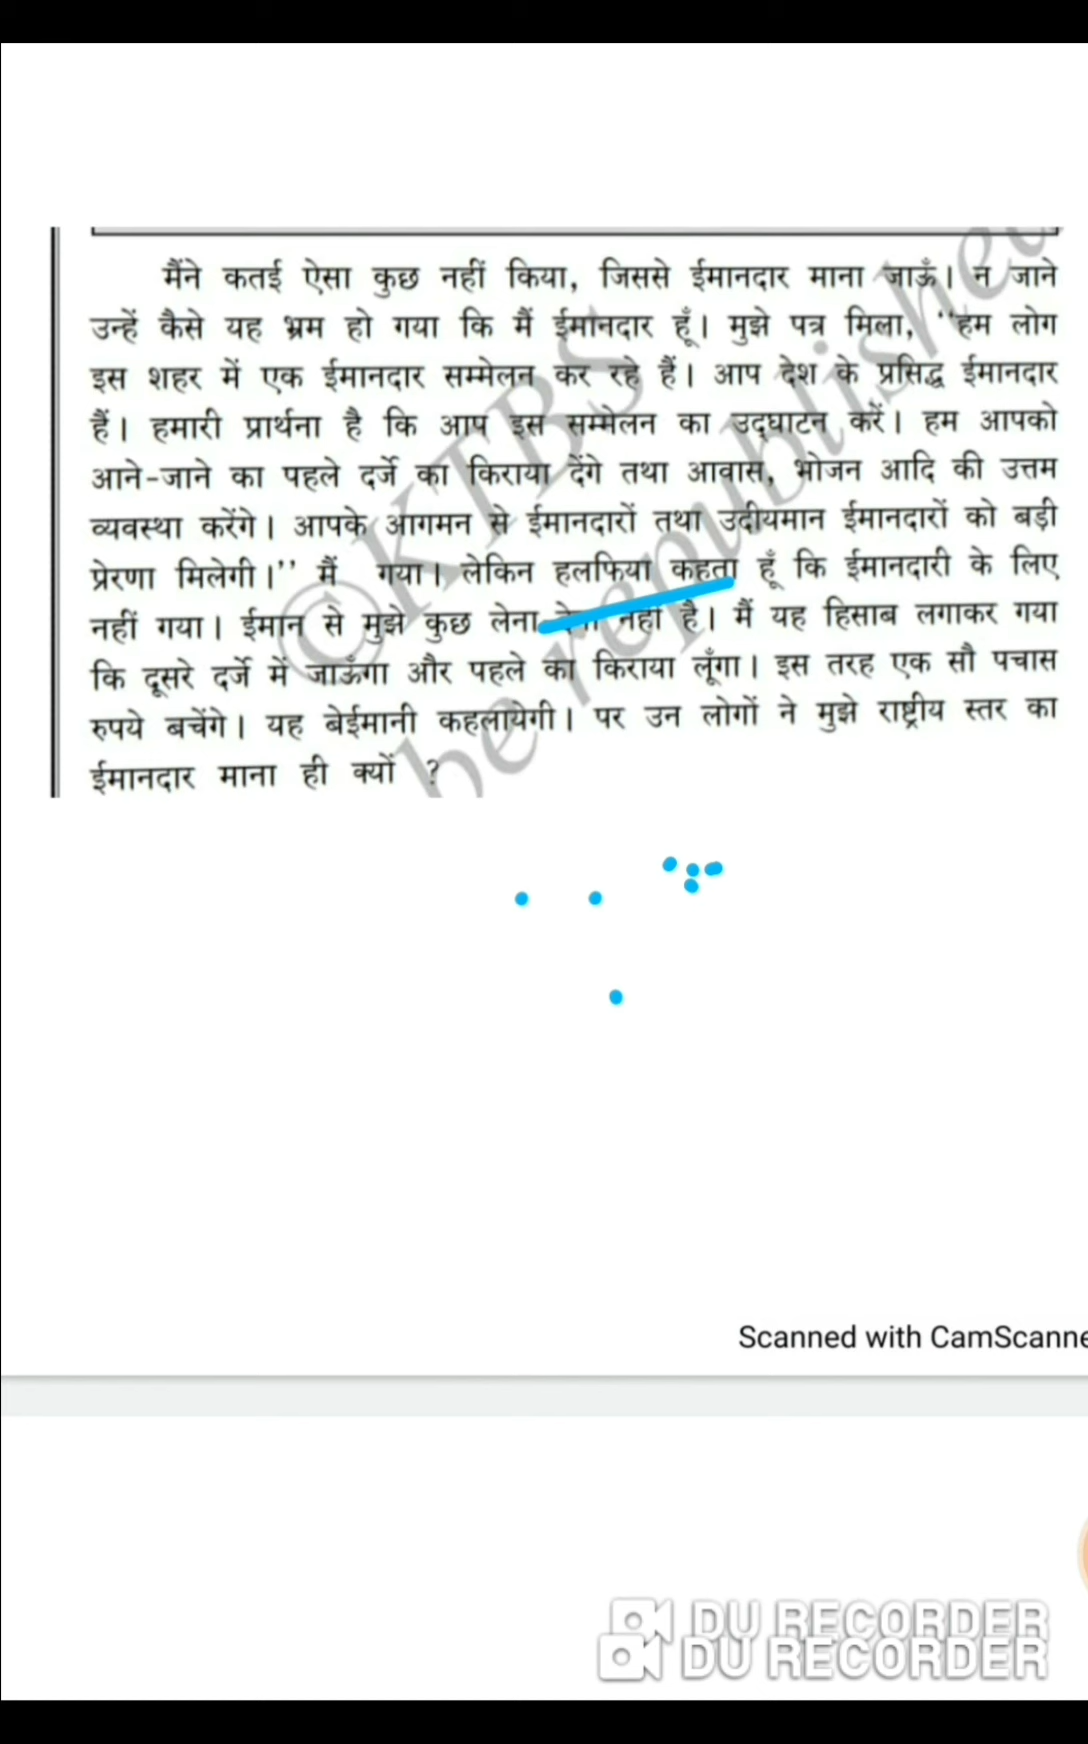 मैंने कतई ऐसा कुछ नहीं किया, जिससे ईमानदार माना जाऊँ। न जाने
उन्हें कैसे यह भ्रम हो गया कि मैं ईमानदार हूँ। मुझे पत्र मिला, ‘‘हम लोग
इस शहर में एक ईमानदार सम्मेलन कर रहे हैं। आप देश के प्रसिद्ध ईमानदार
हैं। हमारी प्रार्थना है कि आप इस सम्मेलन का उद्घाटन करें। हम आपको
आने-जाने का पहले दर्जे का किराया देंगे तथा आवास, भोजन आदि की उत्तम
व्यवस्था करेंगे। आपके आगमन से ईमानदारों तथा उदीयमान ईमानदारों को बड़ी
प्रेरणा मिलेगी।’’ मैं गया। लेकिन हलफिया कहता हूँ कि ईमानदारी के लिए
नहीं गया। ईमान से मुझे कुछ लेना नहीं है। मैं यह हिसाब लगाकर गया
कि दूसरे दर्जे में जाऊँगा और पहले का किराया लूँगा। इस तरह एक सौ पचास
रुपये बचेंगे। यह बेईमानी कहलायेगी। पर उन लोगों ने मुझे राष्ट्रीय स्तर का
ईमानदार माना ही क्यों ?
©KTBS
be republished
Scanned with CamScanne
DU RECORDER
DU RECORDER